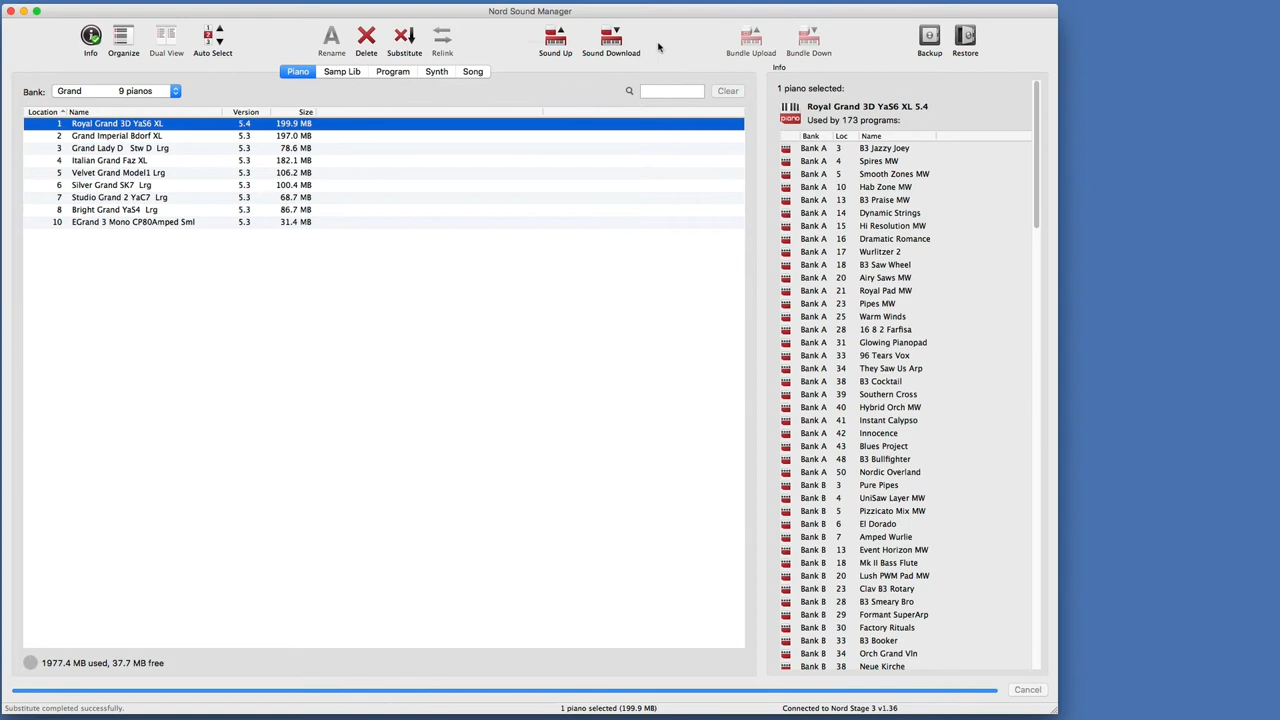 Nord Sound Manager
Info Organize Dual View Auto Select Rename Delete Substitute Relink Sound Up Sound Download Bundle Upload Bundle Down Backup Restore
Piano Samp Lib Program Synth Song
Bank: Grand 9 pianos Clear
Location Name Version Size
1 Royal Grand 3D YaS6 XL 5.4 199.9 MB
2 Grand Imperial Bdorf XL 5.3 197.0 MB
3 Grand Lady D Stw D Lrg 5.3 78.6 MB
4 Italian Grand Faz XL 5.3 182.1 MB
5 Velvet Grand Model1 Lrg 5.3 106.2 MB
6 Silver Grand SK7 Lrg 5.3 100.4 MB
7 Studio Grand 2 YaC7 Lrg 5.3 68.7 MB
8 Bright Grand YaS4 Lrg 5.3 86.7 MB
10 EGrand 3 Mono CP80Amped Sml 5.3 31.4 MB
1977.4 MB used, 37.7 MB free
Info
1 piano selected:
piano Royal Grand 3D YaS6 XL 5.4
Used by 173 programs:
Bank Loc Name
Bank A 3 B3 Jazzy Joey
Bank A 4 Spires MW
Bank A 5 Smooth Zones MW
Bank A 10 Hab Zone MW
Bank A 13 B3 Praise MW
Bank A 14 Dynamic Strings
Bank A 15 Hi Resolution MW
Bank A 16 Dramatic Romance
Bank A 17 Wurlitzer 2
Bank A 18 B3 Saw Wheel
Bank A 20 Airy Saws MW
Bank A 21 Royal Pad MW
Bank A 23 Pipes MW
Bank A 25 Warm Winds
Bank A 28 16 8 2 Farfisa
Bank A 31 Glowing Pianopad
Bank A 33 96 Tears Vox
Bank A 34 They Saw Us Arp
Bank A 38 B3 Cocktail
Bank A 39 Southern Cross
Bank A 40 Hybrid Orch MW
Bank A 41 Instant Calypso
Bank A 42 Innocence
Bank A 43 Blues Project
Bank A 48 B3 Bullfighter
Bank A 50 Nordic Overland
Bank B 3 Pure Pipes
Bank B 4 UniSaw Layer MW
Bank B 5 Pizzicato Mix MW
Bank B 6 El Dorado
Bank B 7 Amped Wurlie
Bank B 13 Event Horizon MW
Bank B 18 Mk II Bass Flute
Bank B 20 Lush PWM Pad MW
Bank B 23 Clav B3 Rotary
Bank B 28 B3 Smeary Bro
Bank B 29 Formant SuperArp
Bank B 30 Factory Rituals
Bank B 33 B3 Booker
Bank B 34 Orch Grand Vln
Bank B 38 Neue Kirche
Cancel
Substitute completed successfully. 1 piano selected (199.9 MB) Connected to Nord Stage 3 v1.36